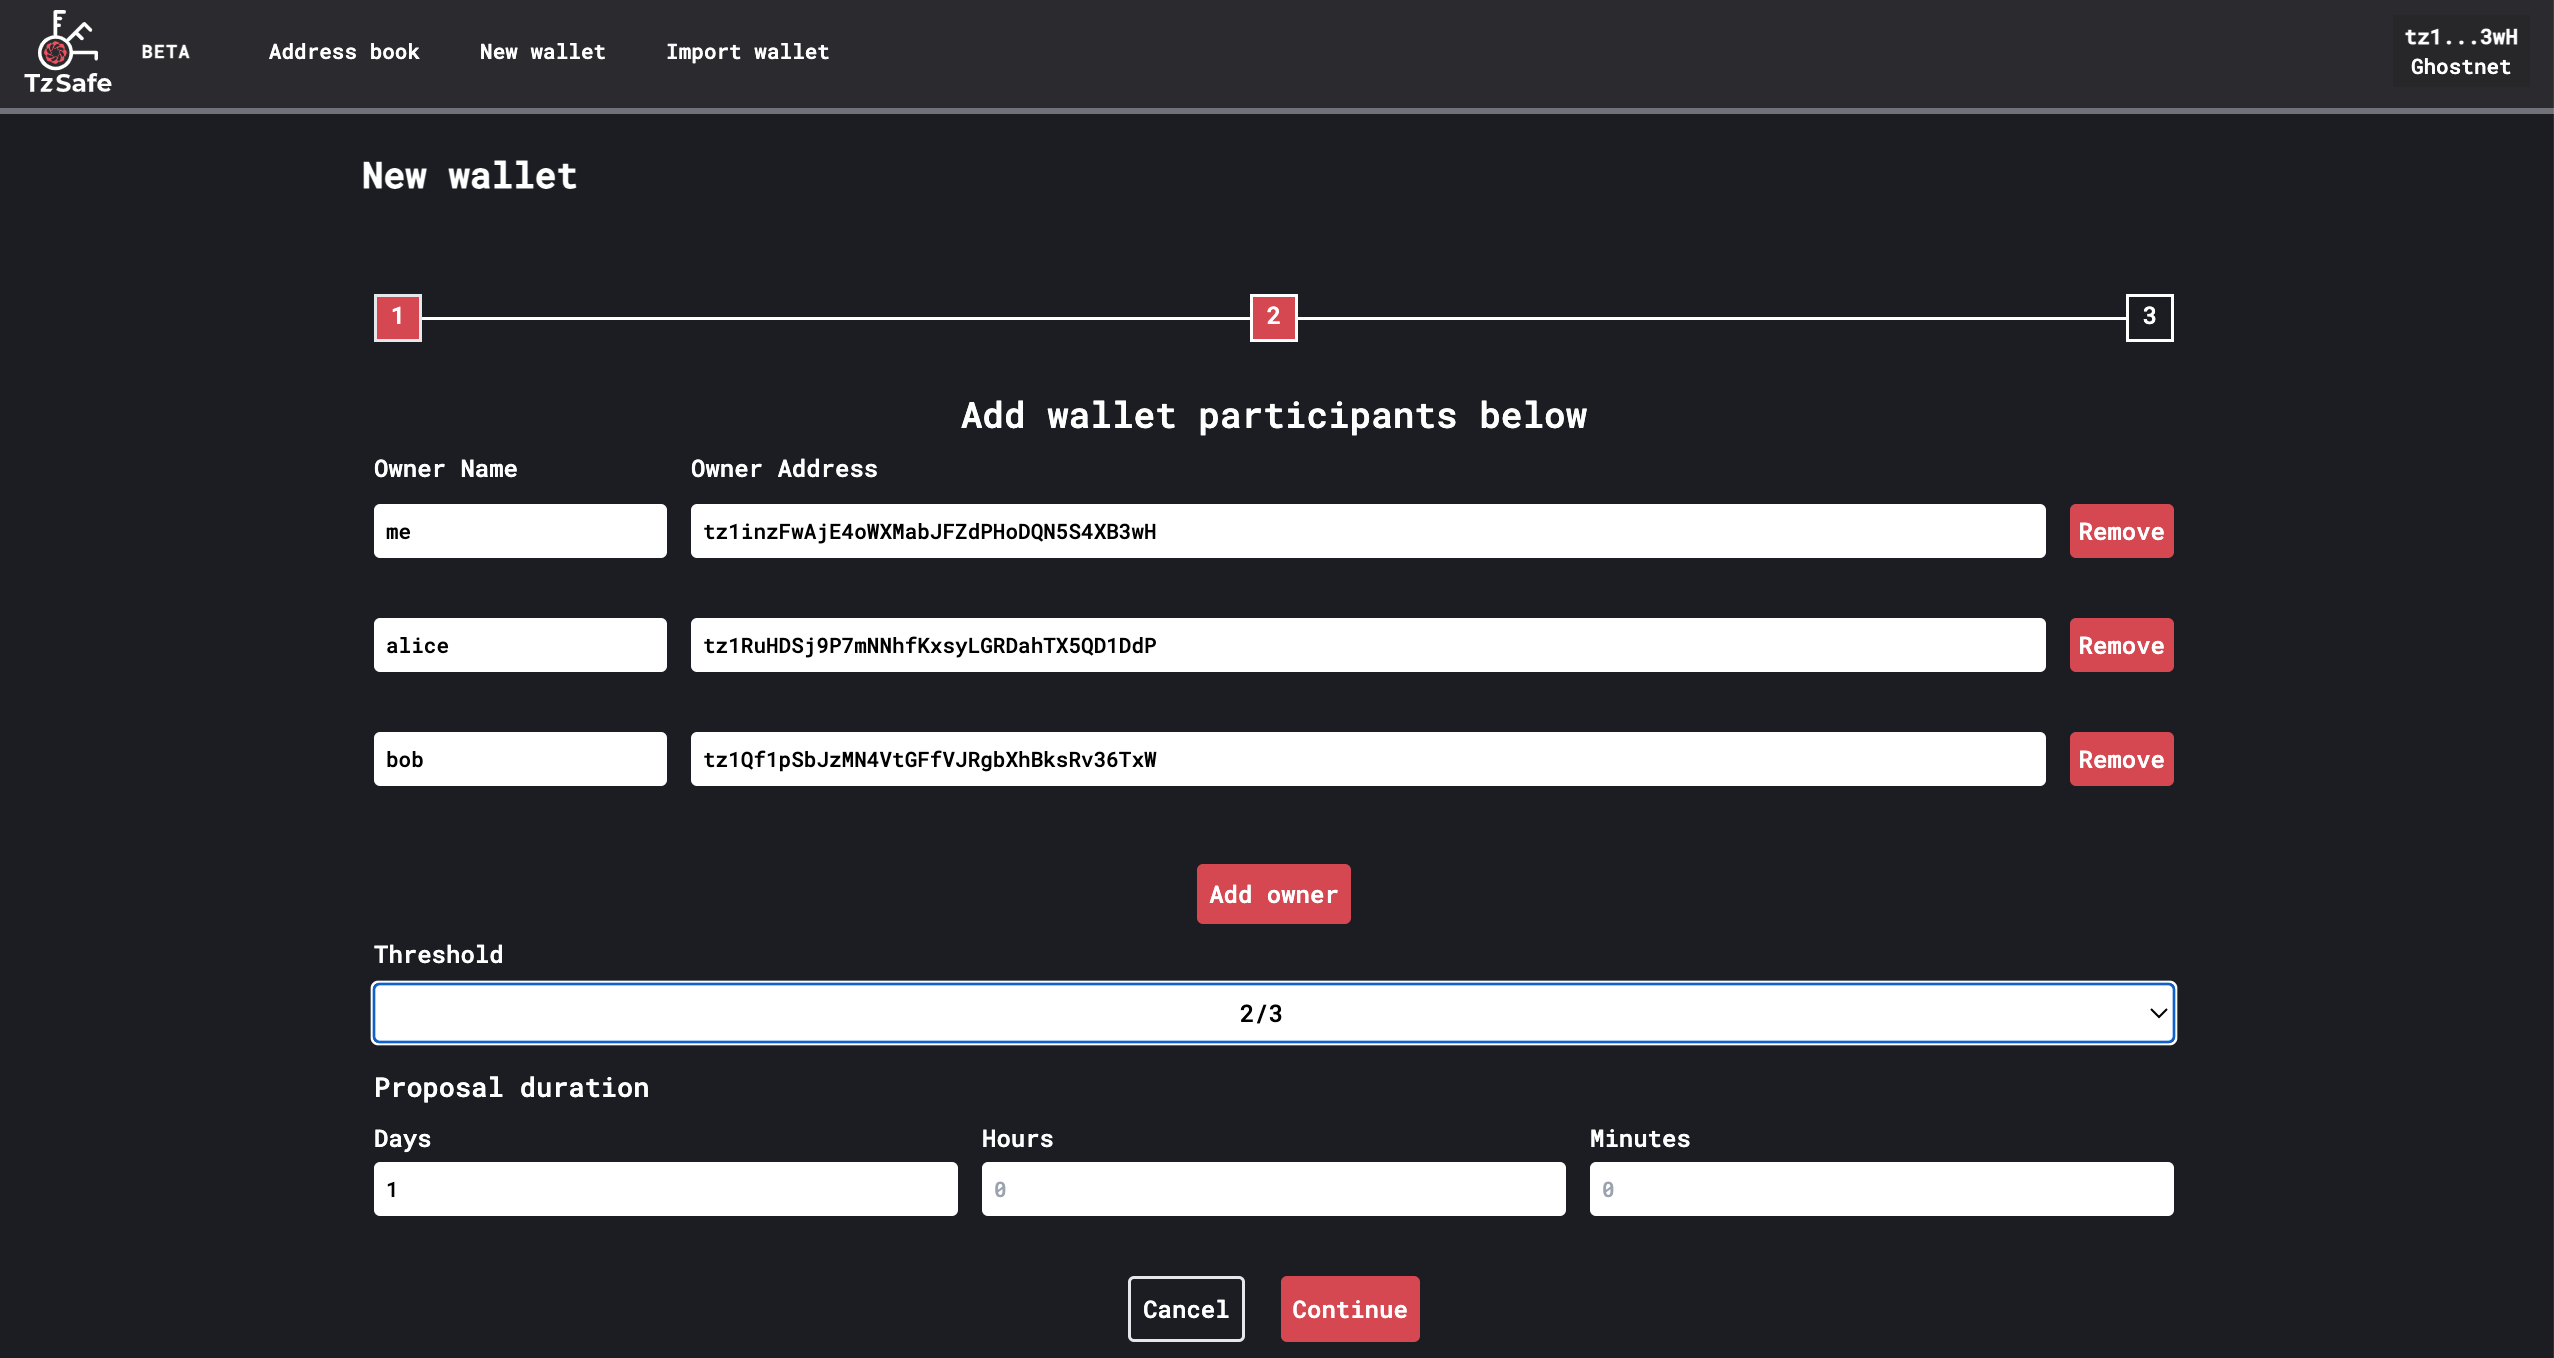 TzSafe
BETA
Address book
New wallet
Import wallet
tz1...3wH
Ghostnet
New wallet
1
2
3
Add wallet participants below
Owner Name
Owner Address
me
tz1inzFwAjE4oWXMabJFZdPHoDQN5S4XB3wH
Remove
alice
tz1RuHDSj9P7mNNhfKxsyLGRDahTX5QD1DdP
Remove
bob
tz1Qf1pSbJzMN4VtGFfVJRgbXhBksRv36TxW
Remove
Add owner
Threshold
2/3
Proposal duration
Days
Hours
Minutes
1
0
0
Cancel
Continue